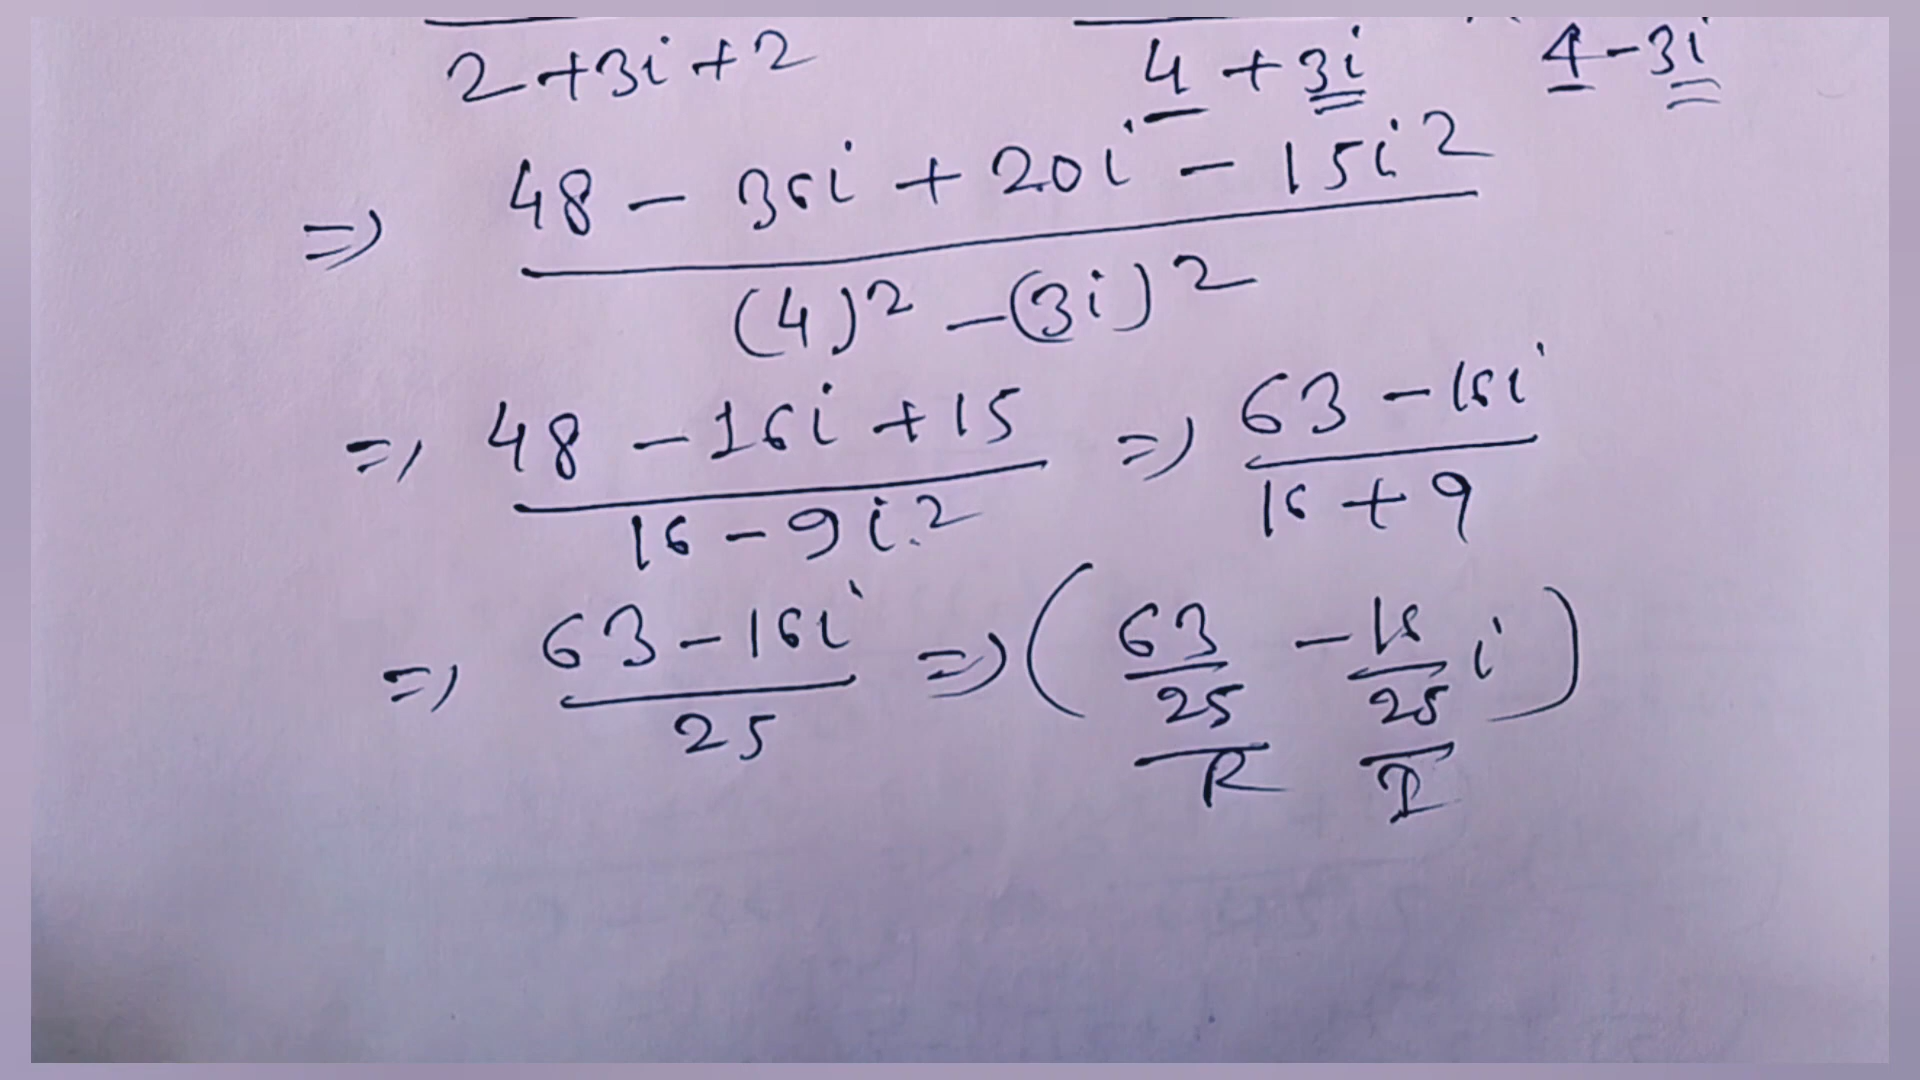 2+3i+2 4+3i 4-3i
=> 48 - 36i + 20i - 15i2
(4)2 -(3i)2
=> 48 - 16i + 15 => 63 - 16i
16 - 9i2 16 + 9
=> 63-16i => ( 63 - 16 i )
25 25 25
R I